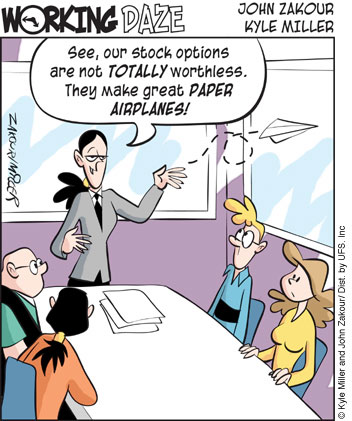 WORKING DAZE
JOHN ZAKOUR
KYLE MILLER
See, our stock options
are not TOTALLY worthless.
They make great PAPER
AIRPLANES!
ZAKOUR/MILLER
© Kyle Miller and John Zakour/ Dist. by UFS, Inc